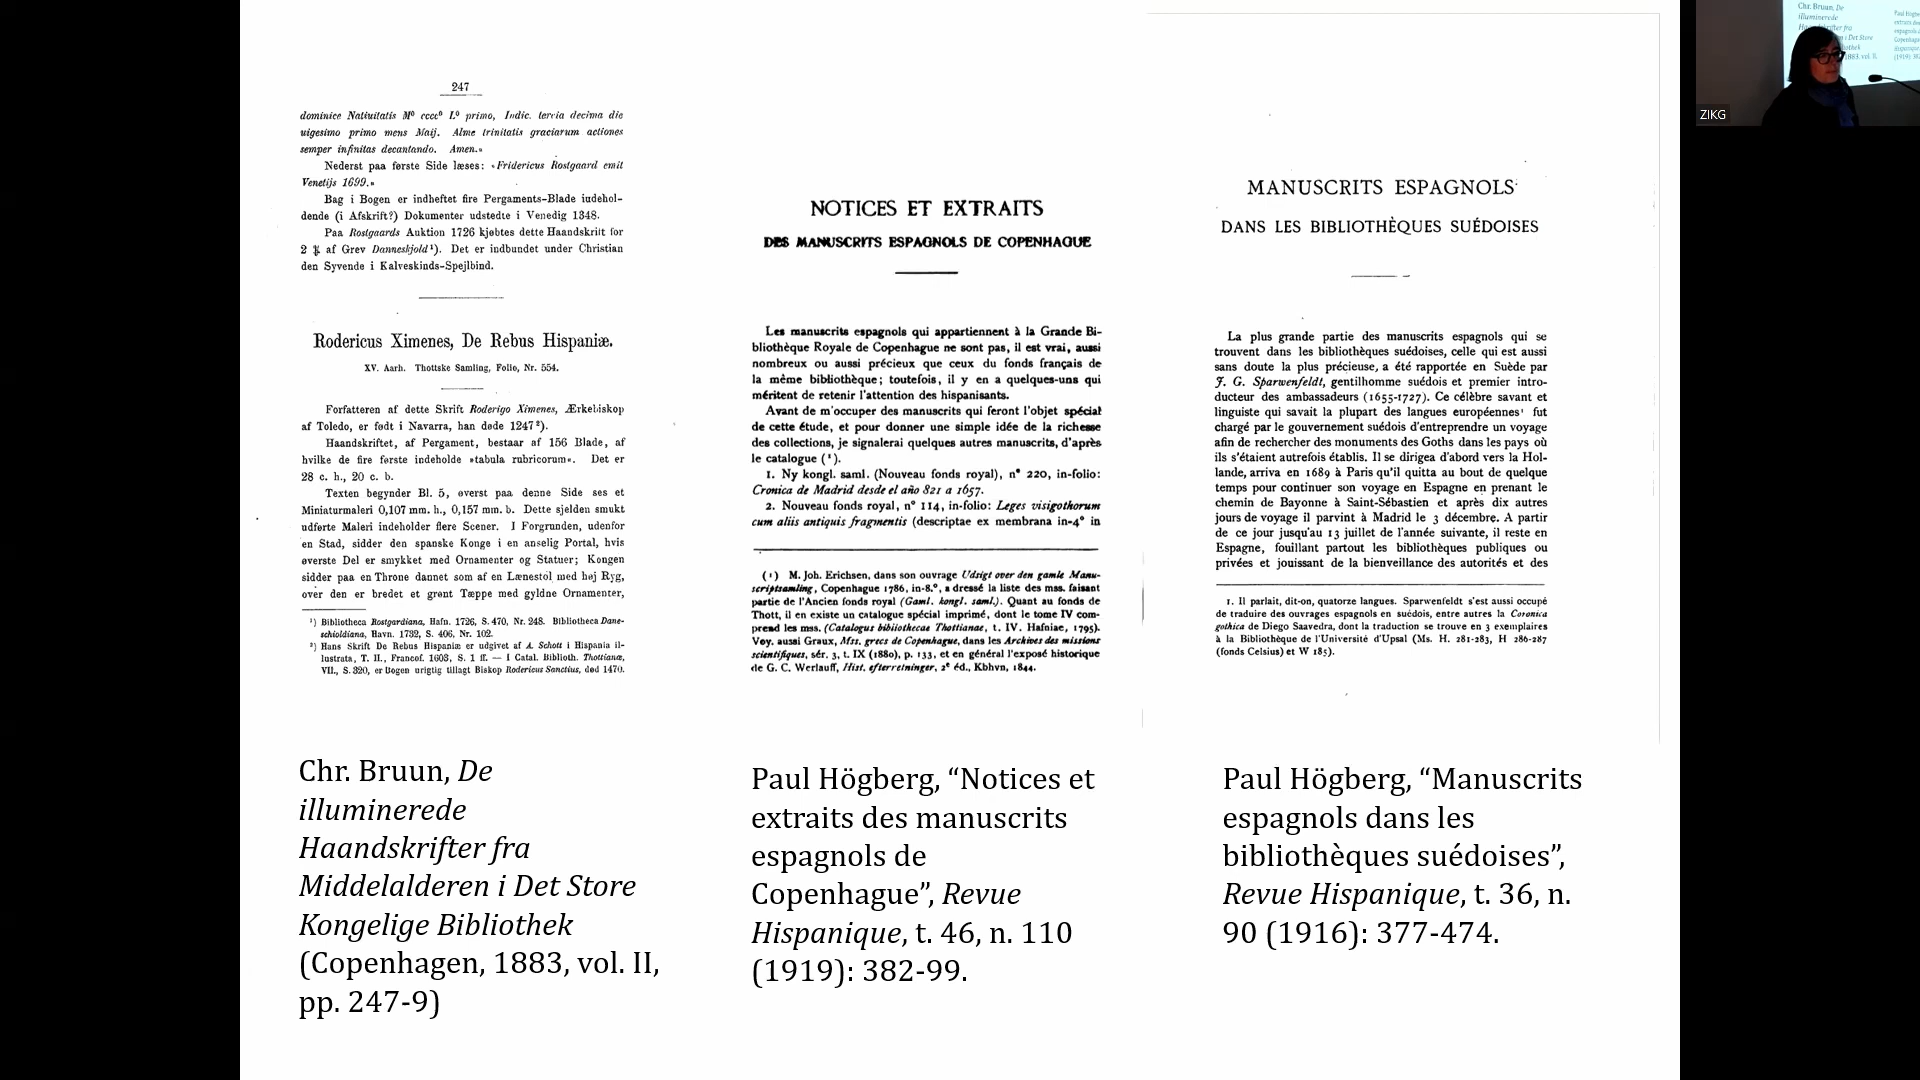 247
dominice Natiuitatis Mº ccccº Lº primo, Indic. tercia decima die
uigesimo primo mens Maij. Alme trinitatis graciarum actiones
semper infinitas decantando. Amen.»
Nederst paa første Side læses: «Fridericus Rostgaard emit
Venetijs 1699.»
Bag i Bogen er indheftet fire Pergaments-Blade indehol-
dende (i Afskrift?) Dokumenter udstedte i Venedig 1348.
Paa Rostgaards Auktion 1726 kjøbtes dette Haandskrift for
af Grev Danneskjold¹). Det er indbundet under Christian
den Syvende i Kalveskinds-Spejlbind.
Rodericus Ximenes, De Rebus Hispaniæ.
XV. Aarh. Thottske Samling, Folio, Nr. 554.
Forfatteren af dette Skrift Roderigo Ximenes, Ærkebiskop
af Toledo, er født i Navarra, han døde 1247²).
Haandskriftet, af Pergament, bestaar af 156 Blade, af
hvilke de fire første indeholde »tabula rubricorum«. Det er
28 c. h., 20 c. b.
Texten begynder Bl. 5, øverst paa denne Side ses et
Miniaturmaleri 0,107 mm. h., 0,157 mm. b. Dette sjelden smukt
udførte Maleri indeholder flere Scener. I Forgrunden, udenfor
en Stad, sidder den spanske Konge i en anselig Portal, hvis
øverste Del er smykket med Ornamenter og Statuer; Kongen
sidder paa en Throne dannet som af en Lænestol med høj Ryg,
over den er bredet et grønt Tæppe med gyldne Ornamenter,
¹) Bibliotheca Rostgardiana, Hafn. 1726, S. 470, Nr. 248. Bibliotheca Dane-
schioldiana, Havn. 1732, S. 406, Nr. 102.
²) Hans Skrift De Rebus Hispaniæ er udgivet af A. Schott i Hispania il-
lustrata, T. II., Francof. 1603, S. 1 ff. — I Catal. Biblioth. Thottianæ,
VII., S. 320, er Bogen urigtig tillagt Biskop Rodericus Sanctius, død 1470.
Chr. Bruun, De
illuminerede
Haandskrifter fra
Middelalderen i Det Store
Kongelige Bibliothek
(Copenhagen, 1883, vol. II,
pp. 247-9)
NOTICES ET EXTRAITS
DES MANUSCRITS ESPAGNOLS DE COPENHAGUE
Les manuscrits espagnols qui appartiennent à la Grande Bi-
bliothèque Royale de Copenhague ne sont pas, il est vrai, aussi
nombreux ou aussi précieux que ceux du fonds français de
la même bibliothèque; toutefois, il y en a quelques-uns qui
méritent de retenir l'attention des hispanisants.
Avant de m'occuper des manuscrits qui feront l'objet spécial
de cette étude, et pour donner une simple idée de la richesse
des collections, je signalerai quelques autres manuscrits, d'après
le catalogue (¹).
1. Ny kongl. saml. (Nouveau fonds royal), n° 220, in-folio:
Cronica de Madrid desde el año 821 a 1657.
2. Nouveau fonds royal, n° 114, in-folio: Leges visigothorum
cum aliis antiquis fragmentis (descriptae ex membrana in-4° in
(¹) M. Joh. Erichsen, dans son ouvrage Udsigt over den gamle Manu-
scriptsamling, Copenhague 1786, in-8.°, a dressé la liste des mss. faisant
partie de l'Ancien fonds royal (Gaml. kongl. saml.). Quant au fonds de
Thott, il en existe un catalogue spécial imprimé, dont le tome IV com-
prend les mss. (Catalogus bibliothecae Thottianae, t. IV. Hafniae, 1795).
Voy. aussi Graux, Mss. grecs de Copenhague, dans les Archives des missions
scientifiques, sér. 3, t. IX (1880), p. 133, et en général l'exposé historique
de G. C. Werlauff, Hist. efterretninger, 2ᵉ éd., Kbhvn, 1844.
Paul Högberg, “Notices et
extraits des manuscrits
espagnols de
Copenhague”, Revue
Hispanique, t. 46, n. 110
(1919): 382-99.
MANUSCRITS ESPAGNOLS
DANS LES BIBLIOTHÈQUES SUÉDOISES
La plus grande partie des manuscrits espagnols qui se
trouvent dans les bibliothèques suédoises, celle qui est aussi
sans doute la plus précieuse, a été rapportée en Suède par
J. G. Sparwenfeldt, gentilhomme suédois et premier intro-
ducteur des ambassadeurs (1655-1727). Ce célèbre savant et
linguiste qui savait la plupart des langues européennes¹ fut
chargé par le gouvernement suédois d'entreprendre un voyage
afin de rechercher des monuments des Goths dans les pays où
ils s'étaient autrefois établis. Il se dirigea d'abord vers la Hol-
lande, arriva en 1689 à Paris qu'il quitta au bout de quelque
temps pour continuer son voyage en Espagne en prenant le
chemin de Bayonne à Saint-Sébastien et après dix autres
jours de voyage il parvint à Madrid le 3 décembre. A partir
de ce jour jusqu'au 13 juillet de l'année suivante, il reste en
Espagne, fouillant partout les bibliothèques publiques ou
privées et jouissant de la bienveillance des autorités et des
1. Il parlait, dit-on, quatorze langues. Sparwenfeldt s'est aussi occupé
de traduire des ouvrages espagnols en suédois, entre autres la Coronica
gothica de Diego Saavedra, dont la traduction se trouve en 3 exemplaires
à la Bibliothèque de l'Université d'Upsal (Ms. H. 281-283, H 286-287
(fonds Celsius) et W 185).
Paul Högberg, “Manuscrits
espagnols dans les
bibliothèques suédoises”,
Revue Hispanique, t. 36, n.
90 (1916): 377-474.
Chr. Bruun, De
illuminerede
ZIKG